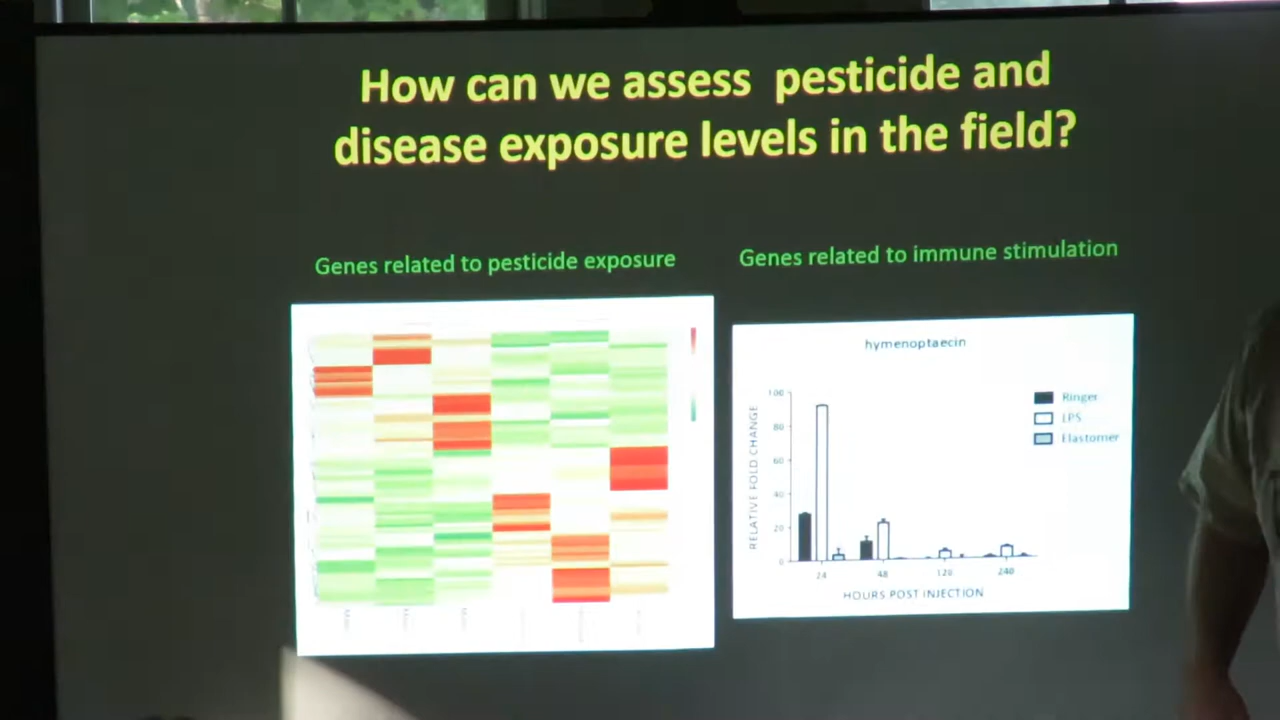 How can we assess pesticide and
disease exposure levels in the field?
Genes related to pesticide exposure
Genes related to immune stimulation
hymenoptaecin
RELATIVE FOLD CHANGE
100
80
60
40
20
0
24
48
120
240
HOURS POST INJECTION
Ringer
LPS
Elastomer